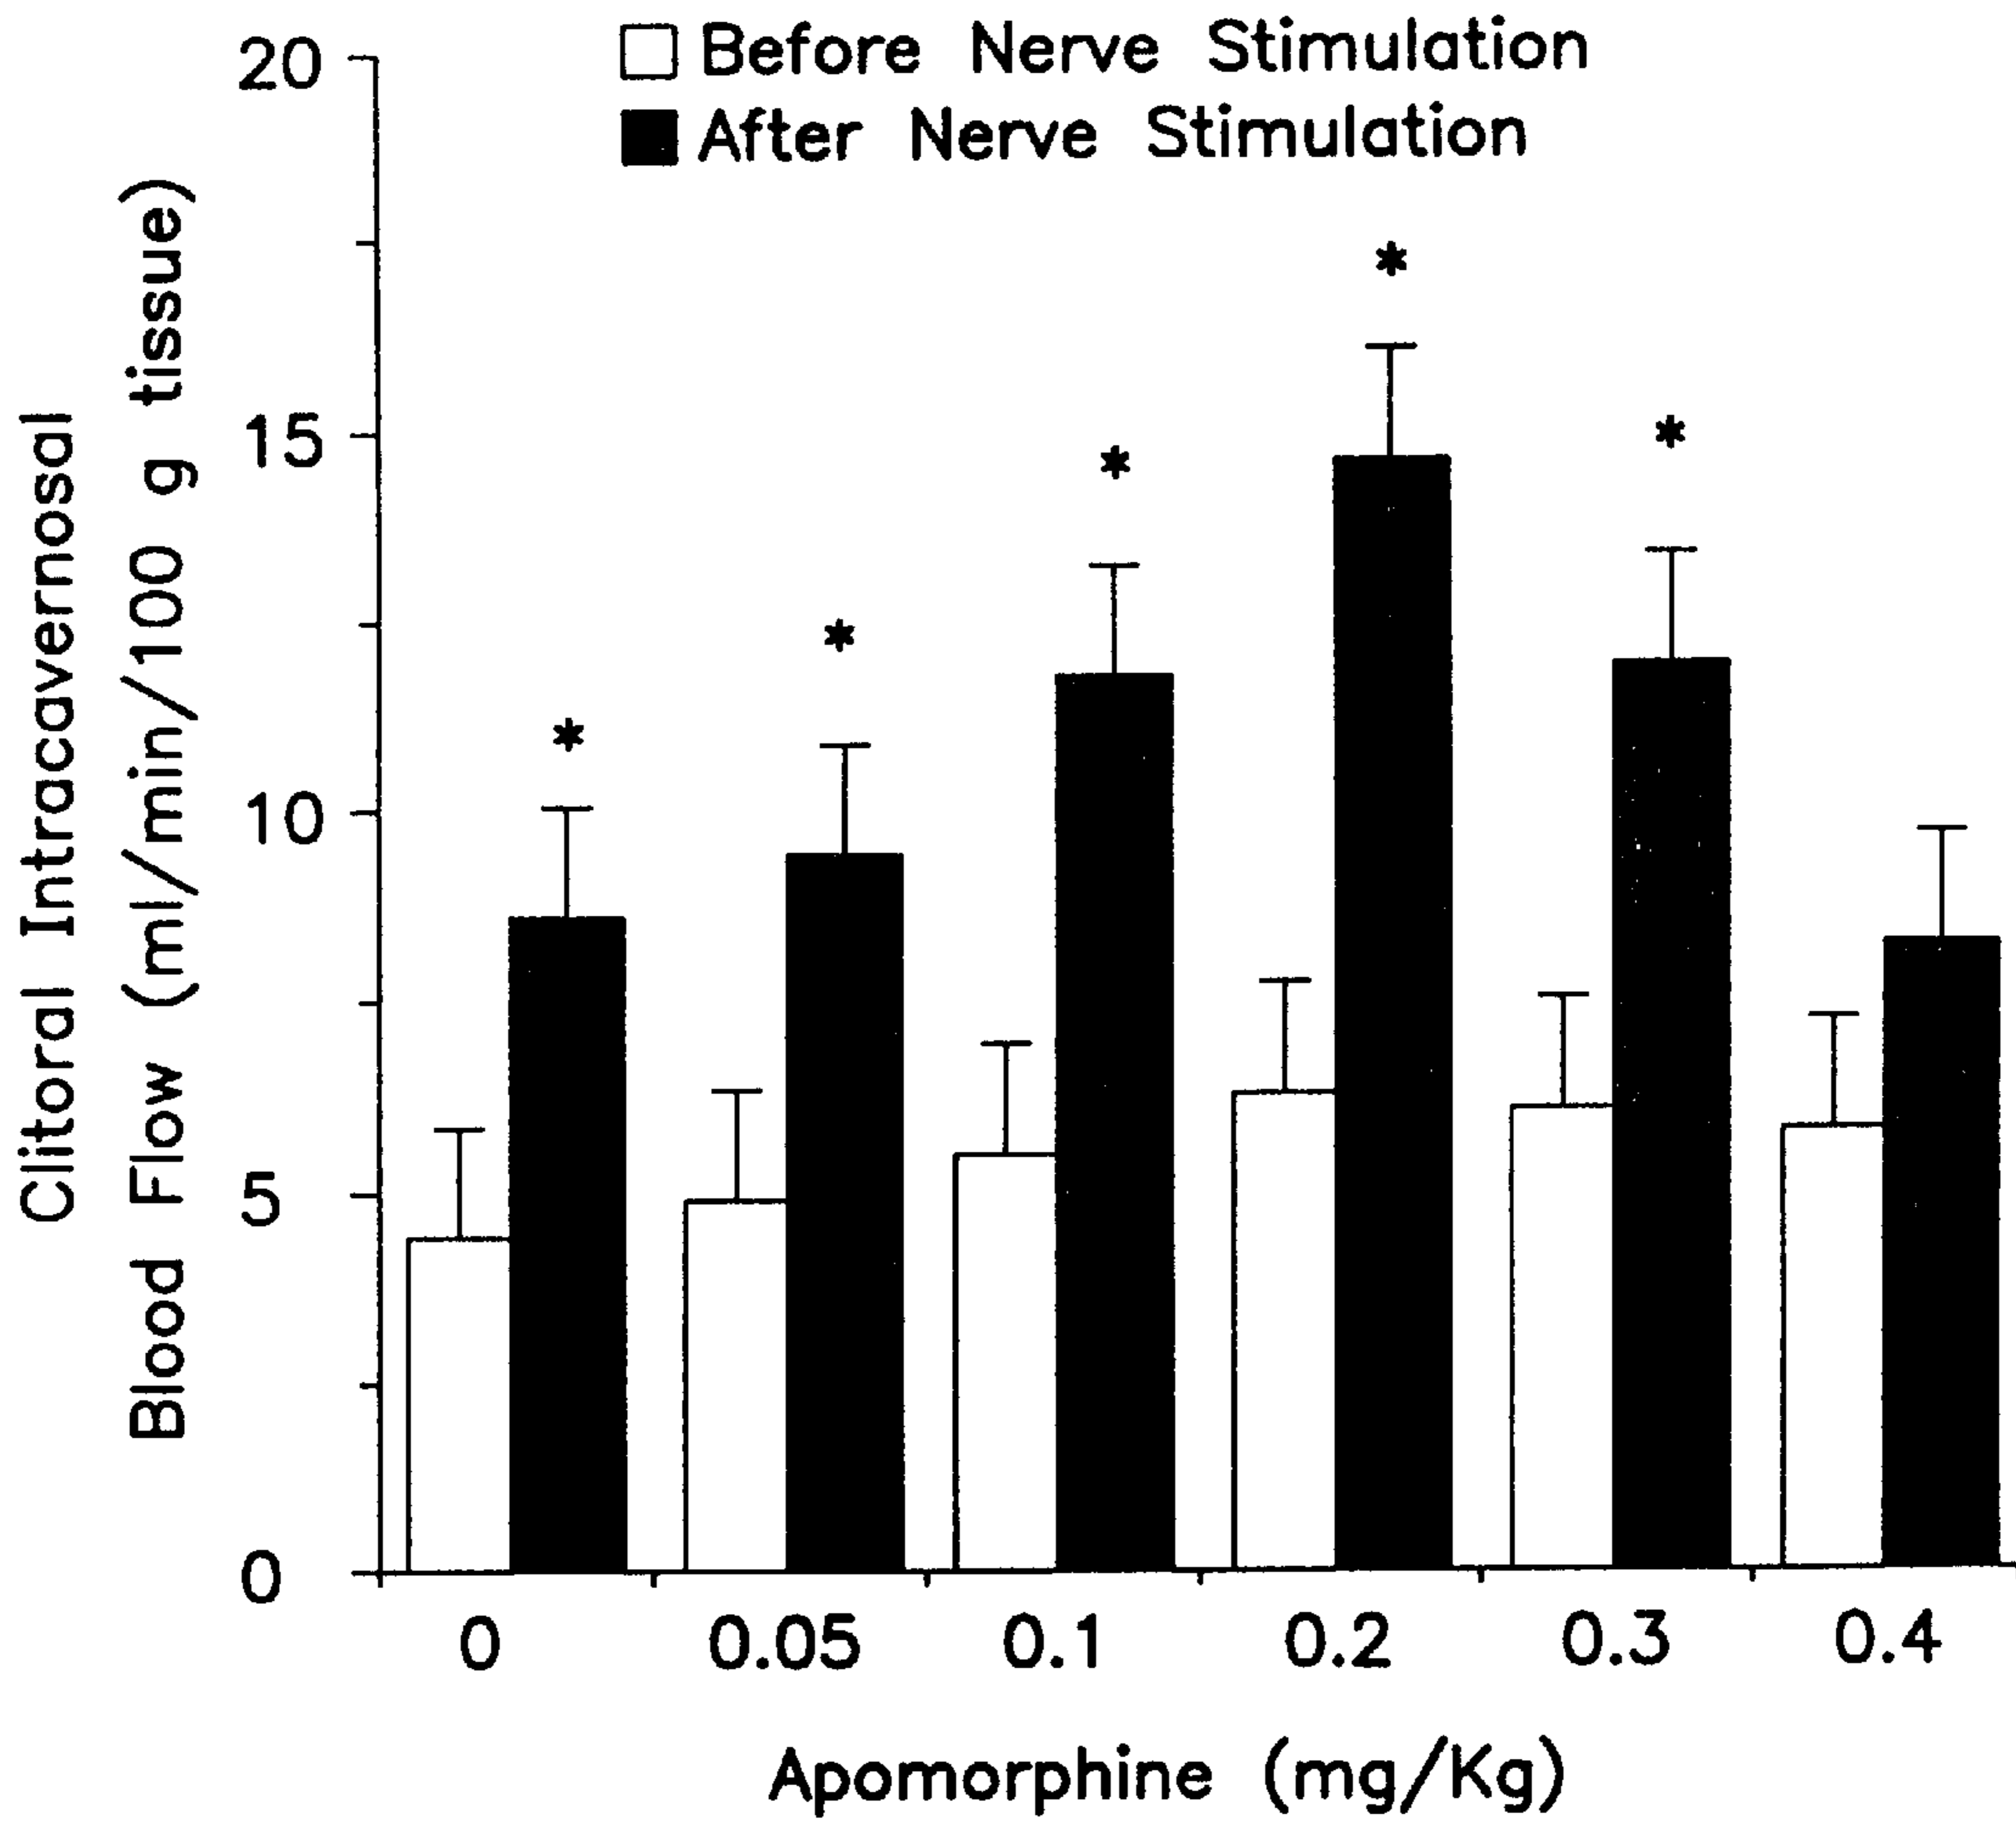 Before Nerve Stimulation
After Nerve Stimulation
Clitoral Intracavernosal
Blood Flow (ml/min/100 g tissue)
20
15
10
5
0
*
*
*
*
*
0 0.05 0.1 0.2 0.3 0.4
Apomorphine (mg/Kg)